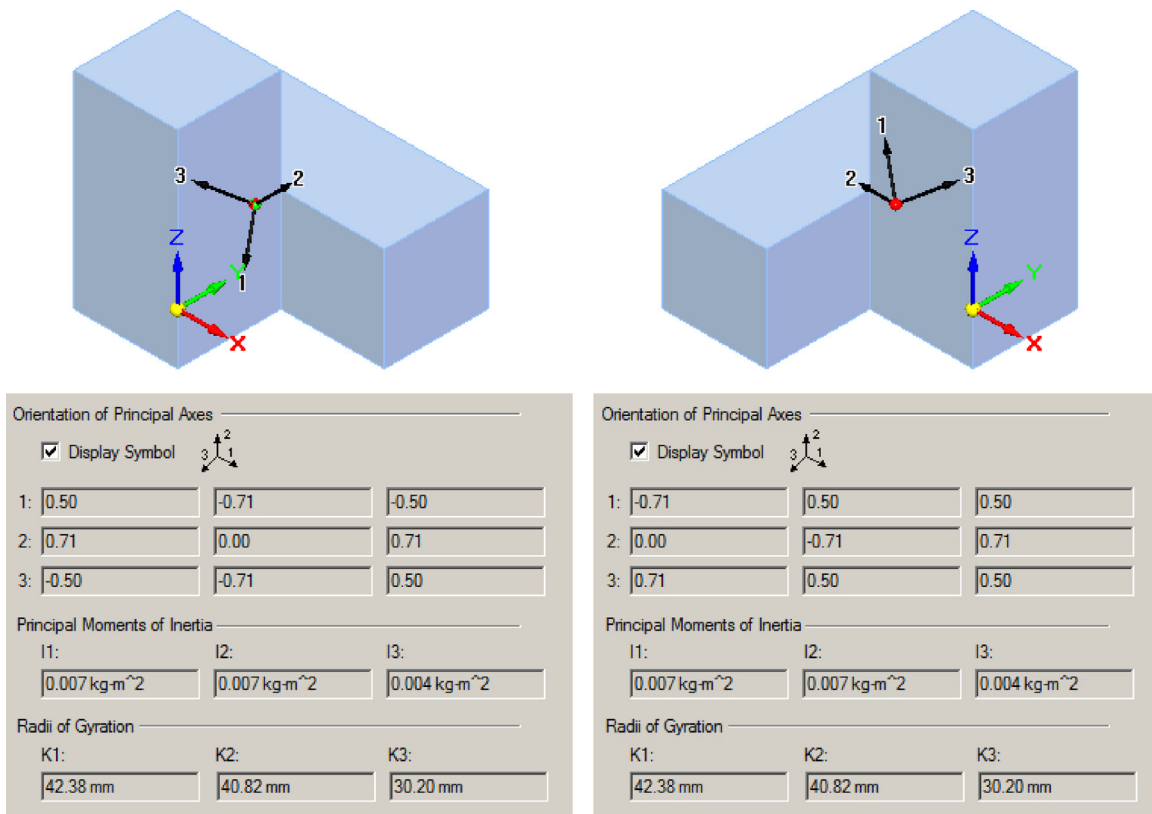 3
2
1
Z
Y
X
1
2
3
Z
Y
X
Orientation of Principal Axes
Display Symbol 3 2 1
1: 0.50 -0.71 -0.50
2: 0.71 0.00 0.71
3: -0.50 -0.71 0.50
Principal Moments of Inertia
I1: I2: I3:
0.007 kg-m^2 0.007 kg-m^2 0.004 kg-m^2
Radii of Gyration
K1: K2: K3:
42.38 mm 40.82 mm 30.20 mm
Orientation of Principal Axes
Display Symbol 3 2 1
1: -0.71 0.50 0.50
2: 0.00 -0.71 0.71
3: 0.71 0.50 0.50
Principal Moments of Inertia
I1: I2: I3:
0.007 kg-m^2 0.007 kg-m^2 0.004 kg-m^2
Radii of Gyration
K1: K2: K3:
42.38 mm 40.82 mm 30.20 mm